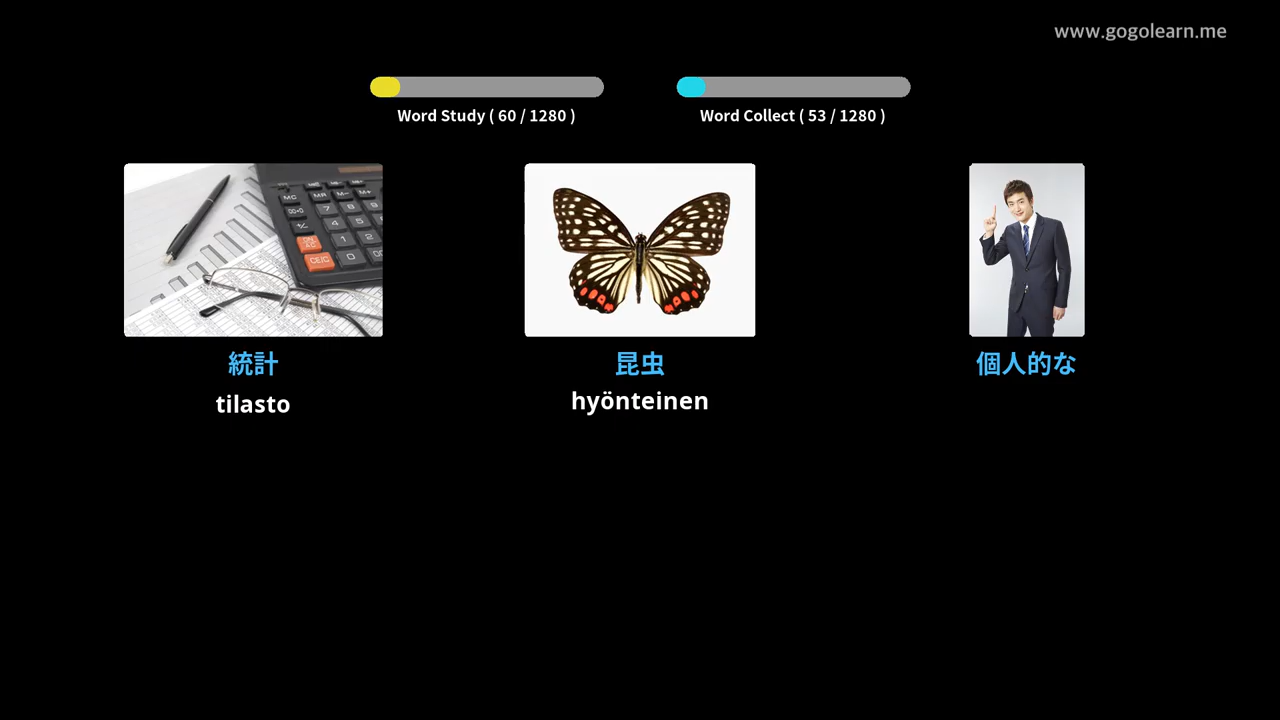 www.gogolearn.me
Word Study ( 60 / 1280 )
Word Collect ( 53 / 1280 )
統計
tilasto
昆虫
hyönteinen
個人的な